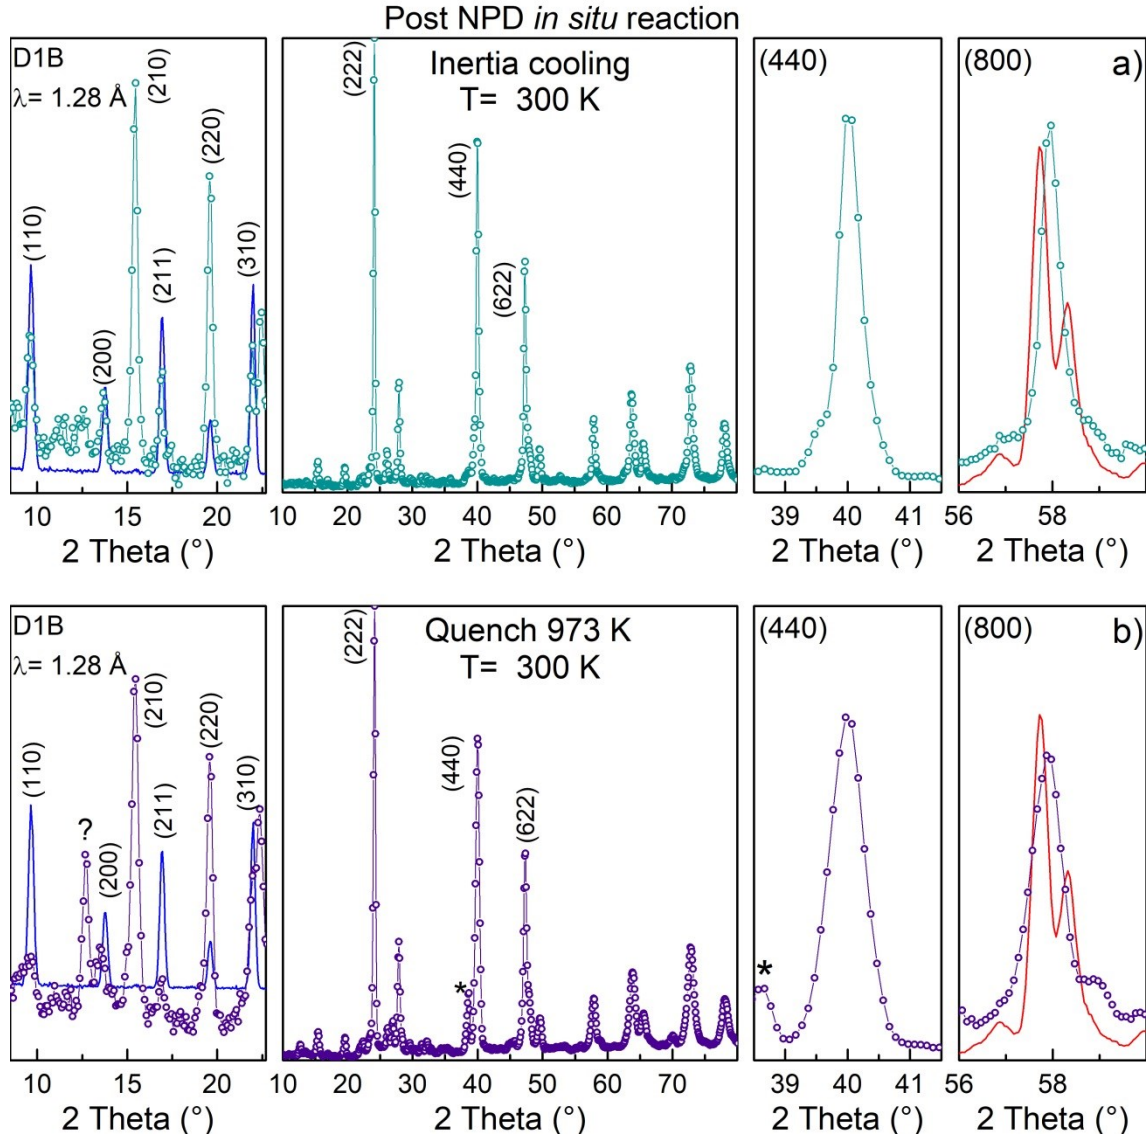 Post NPD in situ reaction
D1B
λ= 1.28 Å
(110)
(200)
(210)
(211)
(220)
(310)
10 15 20
2 Theta (°)
Inertia cooling
T= 300 K
(222)
(440)
(622)
10 20 30 40 50 60 70
2 Theta (°)
(440)
39 40 41
2 Theta (°)
(800)
a)
56 58
2 Theta (°)
D1B
λ= 1.28 Å
(110)
?
(200)
(210)
(211)
(220)
(310)
10 15 20
2 Theta (°)
Quench 973 K
T= 300 K
(222)
*
(440)
(622)
10 20 30 40 50 60 70
2 Theta (°)
(440)
*
39 40 41
2 Theta (°)
(800)
b)
56 58
2 Theta (°)